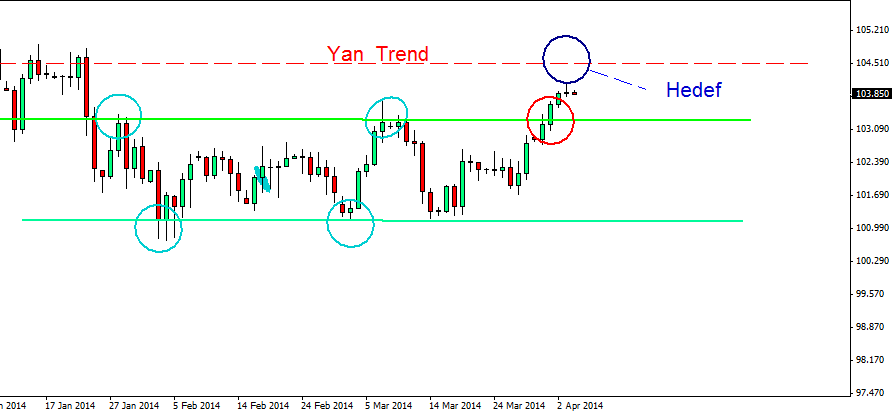 Yan Trend
Hedef
105.210
104.510
103.850
103.090
102.390
101.690
100.990
100.290
99.570
98.870
98.170
97.470
n 2014
17 Jan 2014
27 Jan 2014
5 Feb 2014
14 Feb 2014
24 Feb 2014
5 Mar 2014
14 Mar 2014
24 Mar 2014
2 Apr 2014